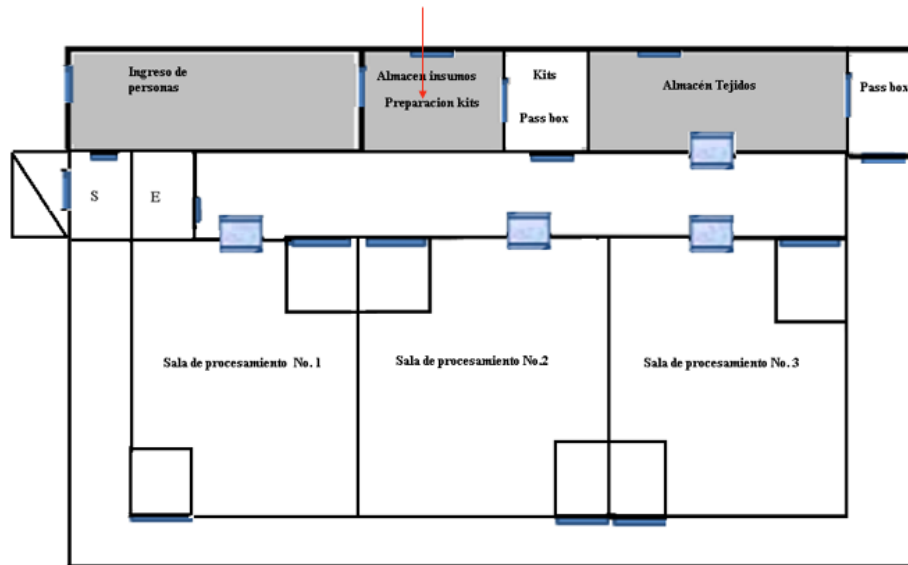 Ingreso de
personas
Almacen insumos
Preparacion kits
Kits
Pass box
Almacén Tejidos
Pass box
S
E
Sala de procesamiento No. 1
Sala de procesamiento No.2
Sala de procesamiento No. 3